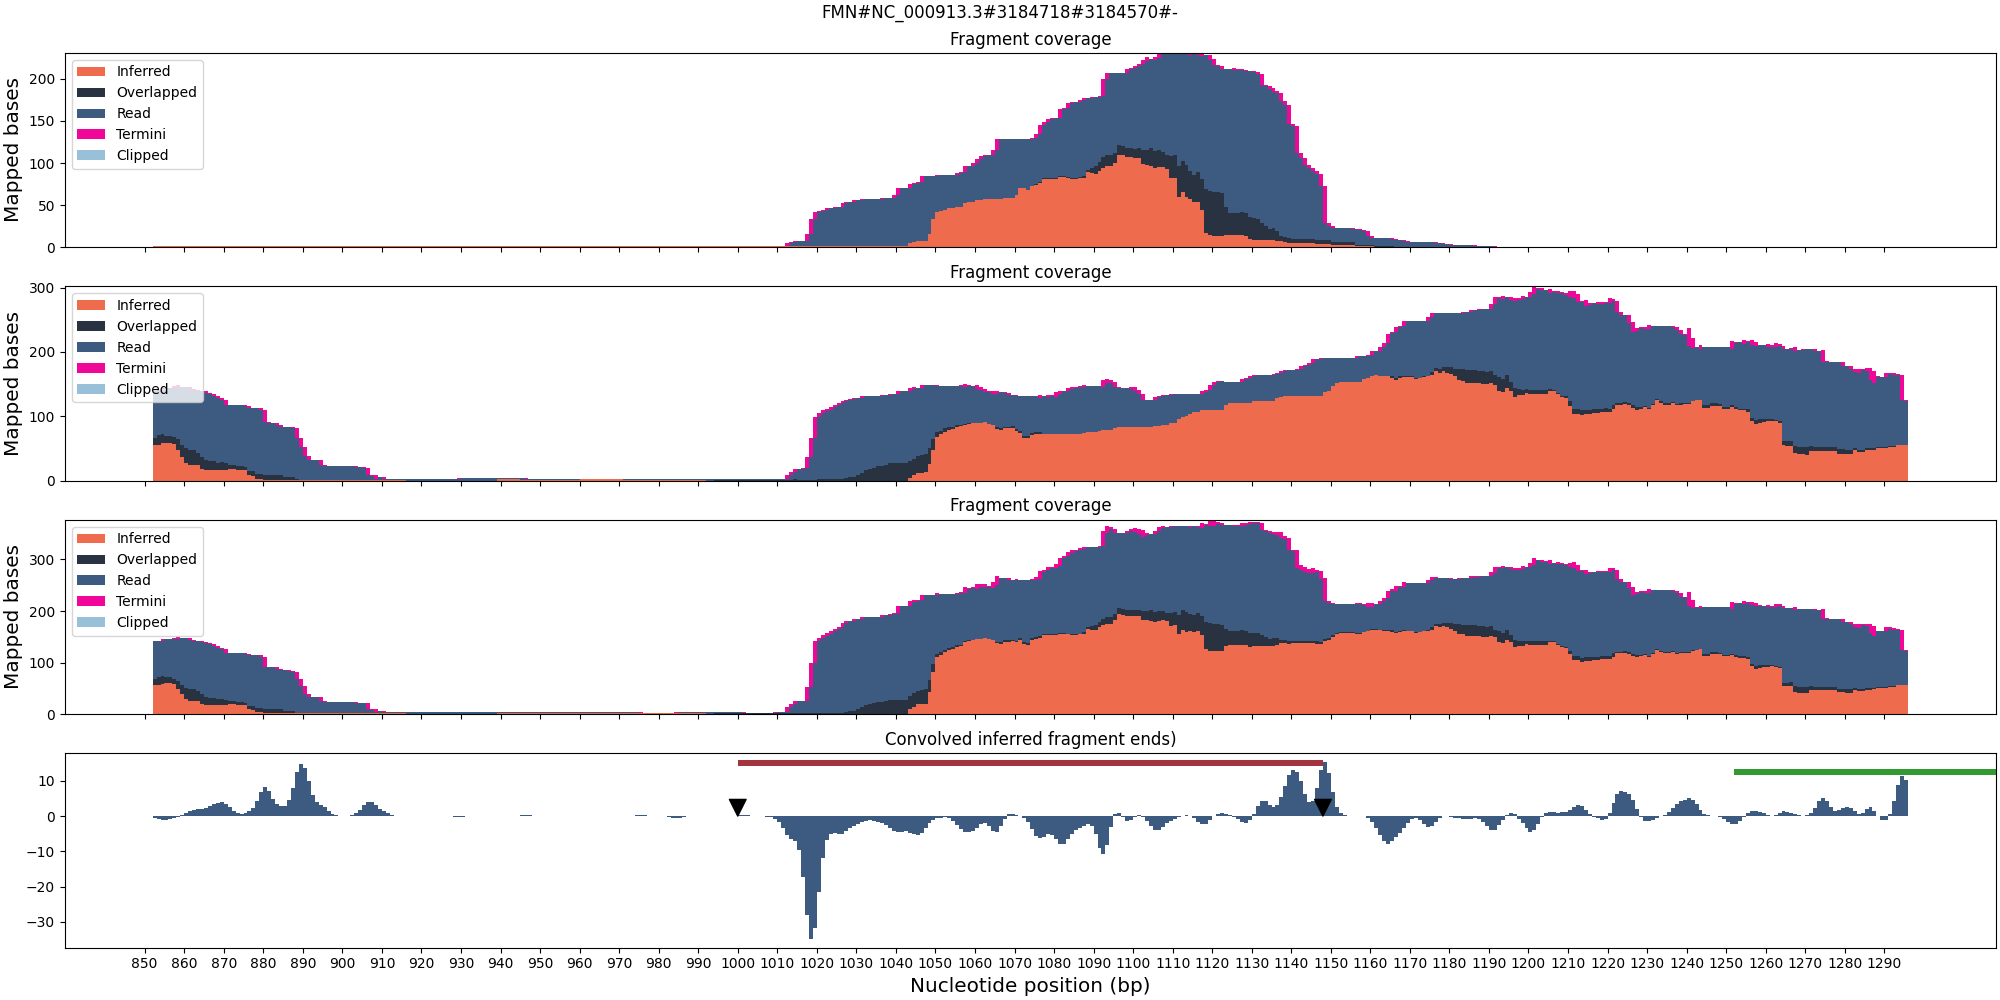 FMN#NC_000913.3#3184718#3184570#-
Fragment coverage
Mapped bases
200
150
100
50
0
Inferred
Overlapped
Read
Termini
Clipped
Fragment coverage
Mapped bases
300
200
100
0
Inferred
Overlapped
Read
Termini
Clipped
Fragment coverage
Mapped bases
300
200
100
0
Inferred
Overlapped
Read
Termini
Clipped
Convolved inferred fragment ends)
10
0
−10
−20
−30
850 860 870 880 890 900 910 920 930 940 950 960 970 980 990 1000 1010 1020 1030 1040 1050 1060 1070 1080 1090 1100 1110 1120 1130 1140 1150 1160 1170 1180 1190 1200 1210 1220 1230 1240 1250 1260 1270 1280 1290
Nucleotide position (bp)